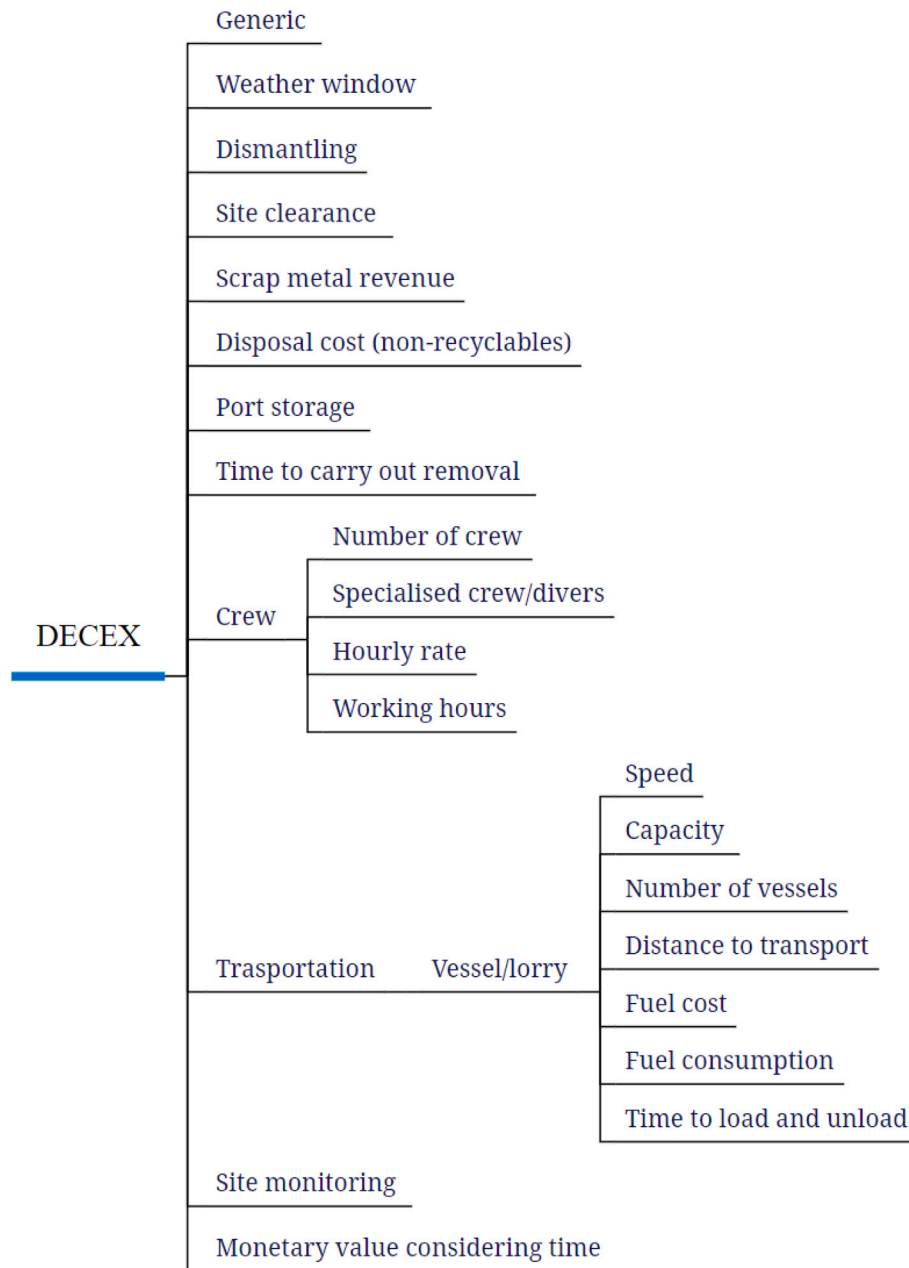 Generic
Weather window
Dismantling
Site clearance
Scrap metal revenue
Disposal cost (non-recyclables)
Port storage
Time to carry out removal
Number of crew
Specialised crew/divers
Crew
Hourly rate
DECEX
Working hours
Speed
Capacity
Number of vessels
Distance to transport
Trasportation
Vessel/lorry
Fuel cost
Fuel consumption
Time to load and unload
Site monitoring
Monetary value considering time